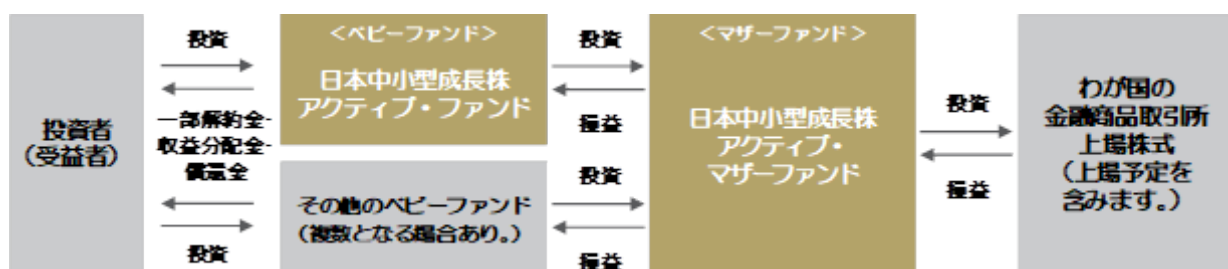 投資者
(受益者)
投資
一部解約金・
収益分配金・
償還金
投資
<ベビーファンド>
日本中小型成長株
アクティブ・ファンド
その他のベビーファンド
(複数となる場合あり。)
投資
損益
投資
損益
<マザーファンド>
日本中小型成長株
アクティブ・
マザーファンド
投資
損益
わが国の
金融商品取引所
上場株式
(上場予定を
含みます。)